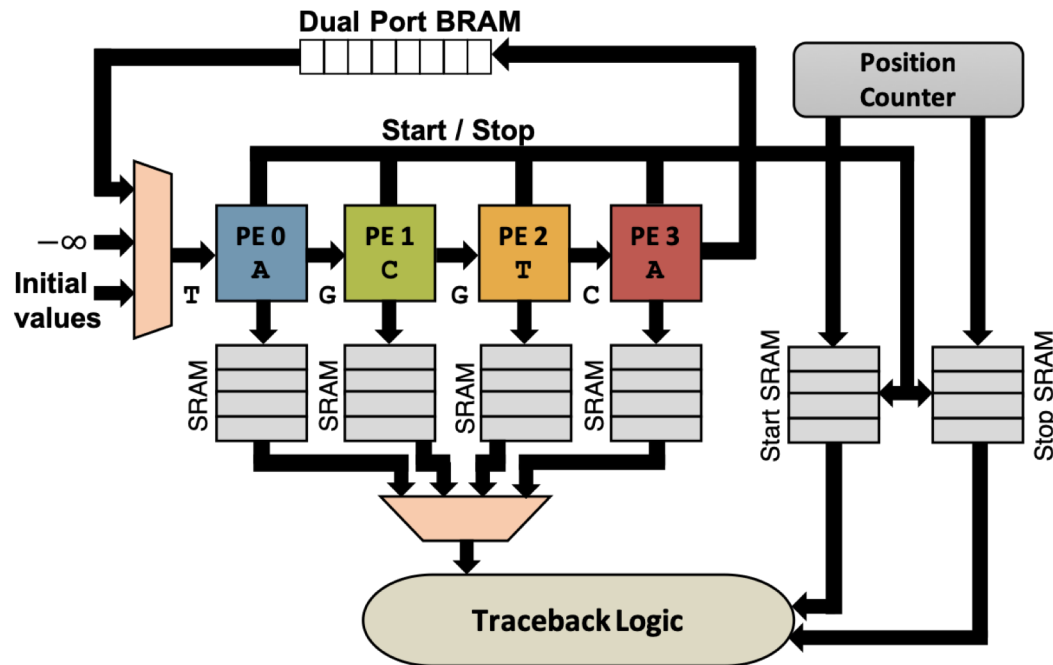 Dual Port BRAM
Position
Counter
Start / Stop
−∞
Initial
values
T
PE 0
A
G
PE 1
C
G
PE 2
T
C
PE 3
A
SRAM
SRAM
SRAM
SRAM
Start SRAM
Stop SRAM
Traceback Logic